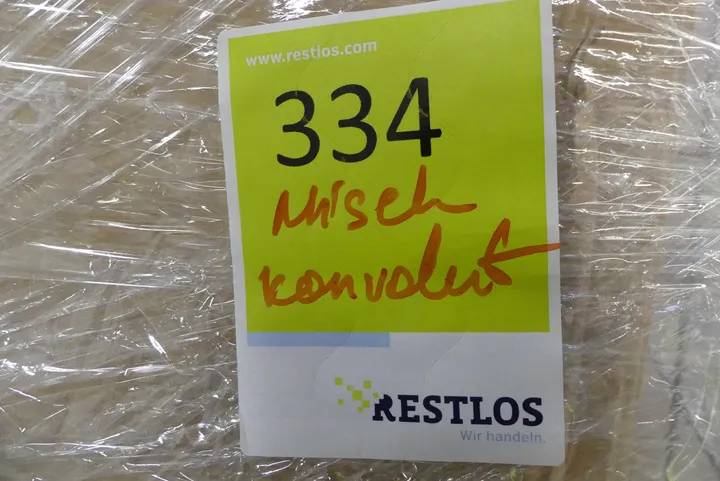 www.restlos.com
334
Misch
konvolut
RESTLOS
Wir handeln.